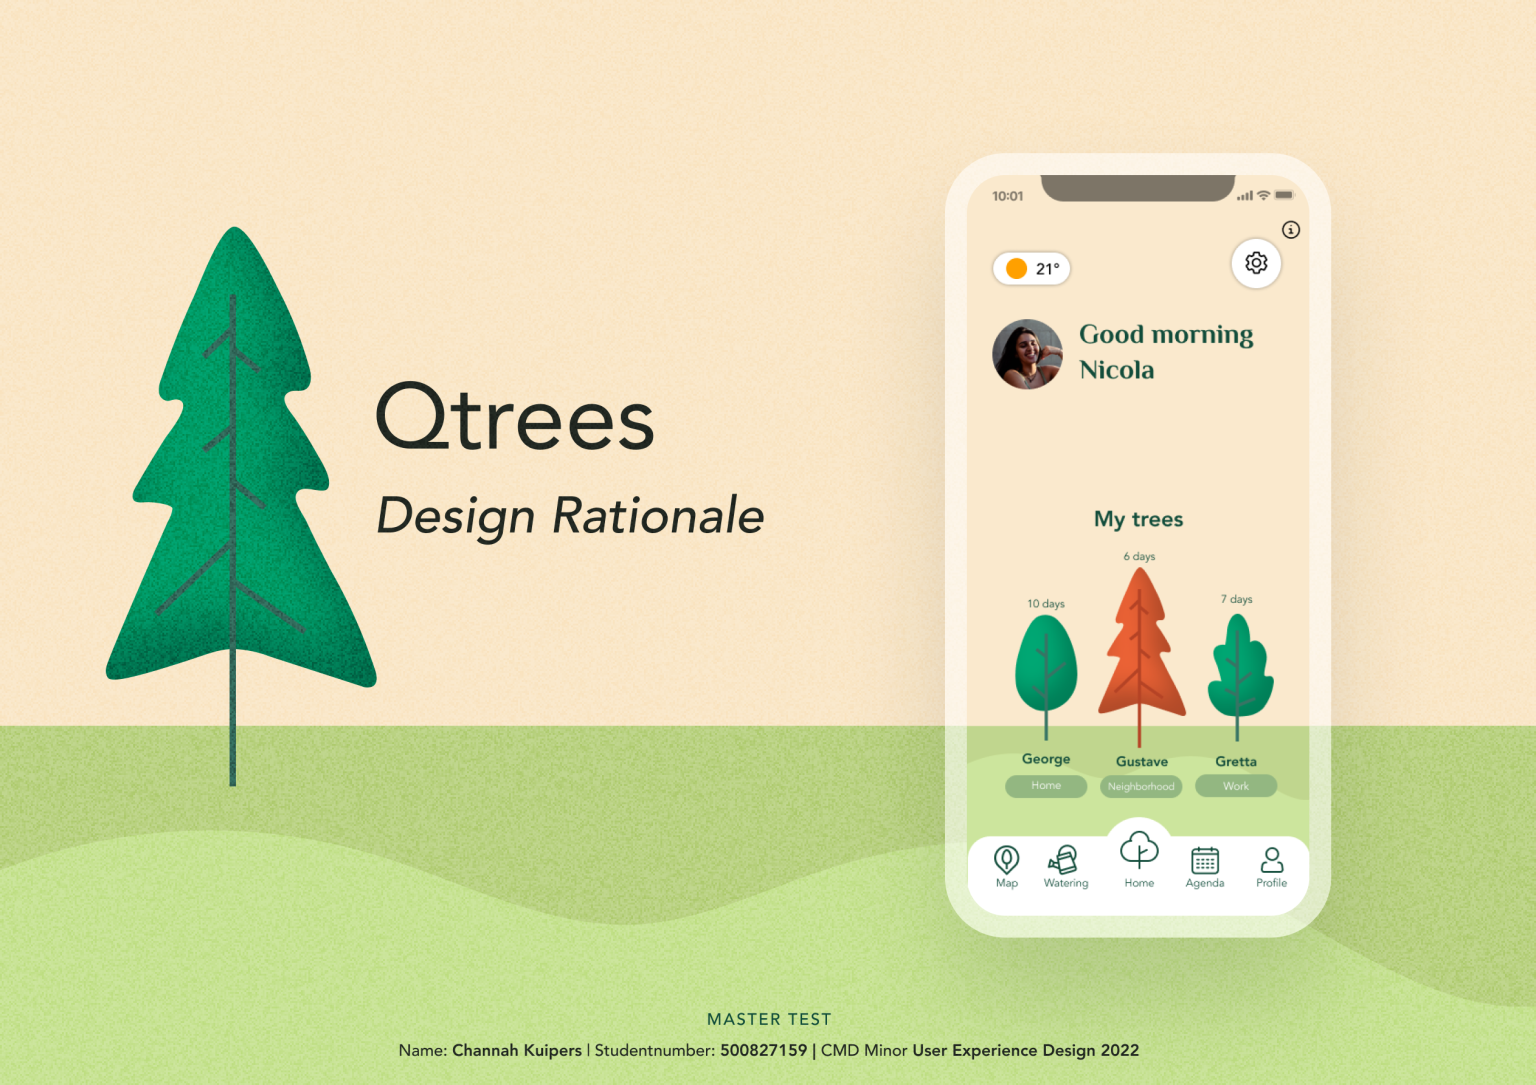 Qtrees
Design Rationale
10:01
21°
Good morning
Nicola
My trees
6 days
10 days
7 days
George
Gustave
Gretta
Home
Neighborhood
Work
Map
Watering
Home
Agenda
Profile
MASTER TEST
Name: Channah Kuipers | Studentnumber: 500827159 | CMD Minor User Experience Design 2022